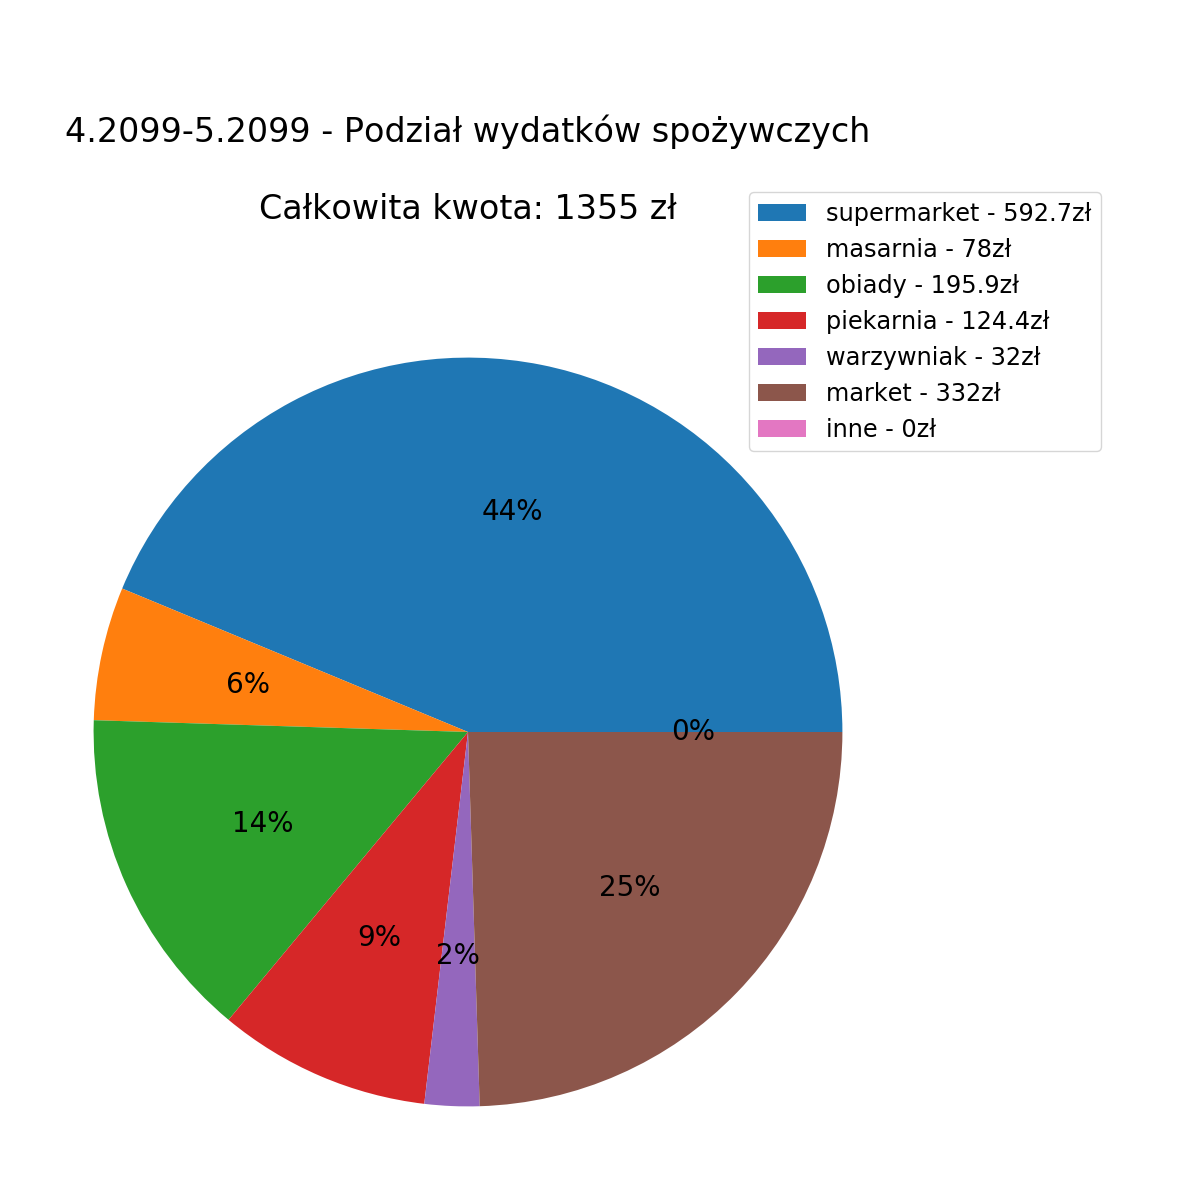 4.2099-5.2099 - Podział wydatków spożywczych
Całkowita kwota: 1355 zł
supermarket - 592.7zł
masarnia - 78zł
obiady - 195.9zł
piekarnia - 124.4zł
warzywniak - 32zł
market - 332zł
inne - 0zł
44%
6%
0%
14%
25%
9%
2%